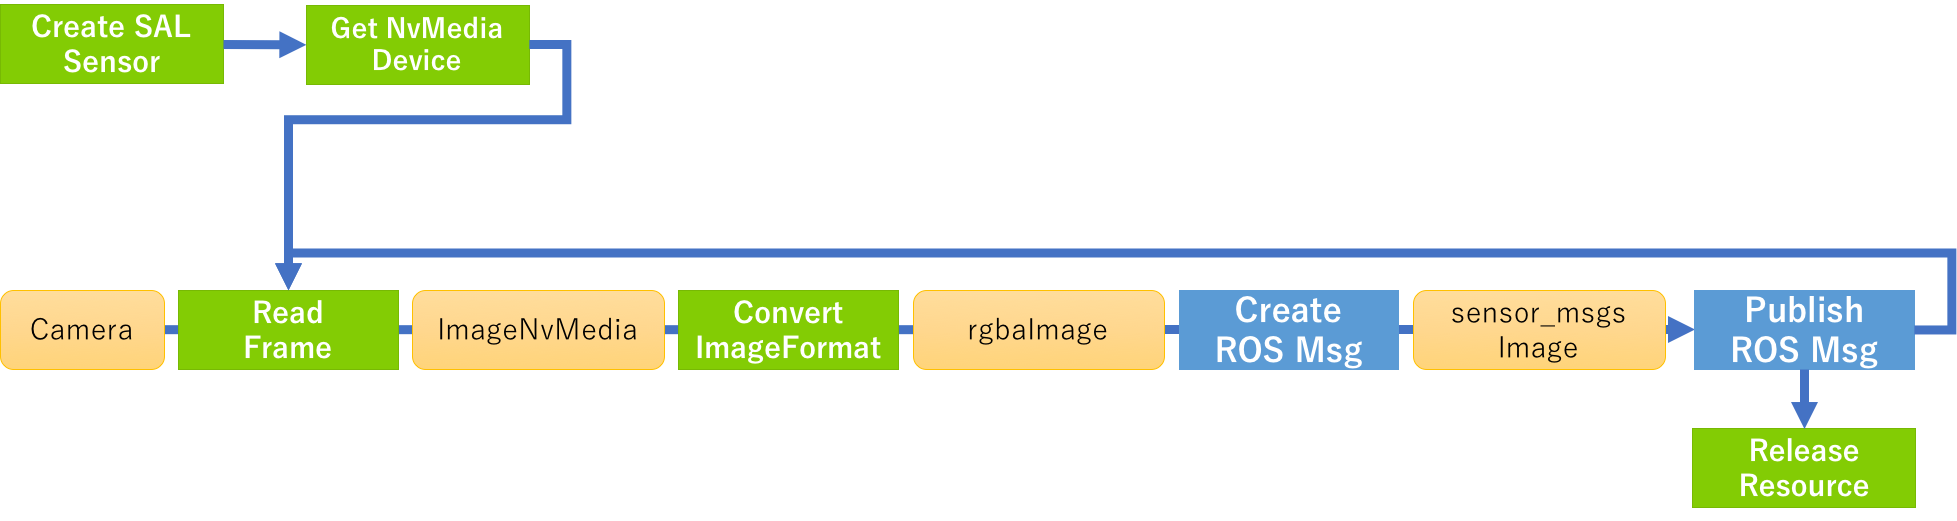 Create SAL
Sensor
Get NvMedia
Device
Camera
Read
Frame
ImageNvMedia
Convert
ImageFormat
rgbaImage
Create
ROS Msg
sensor_msgs
Image
Publish
ROS Msg
Release
Resource